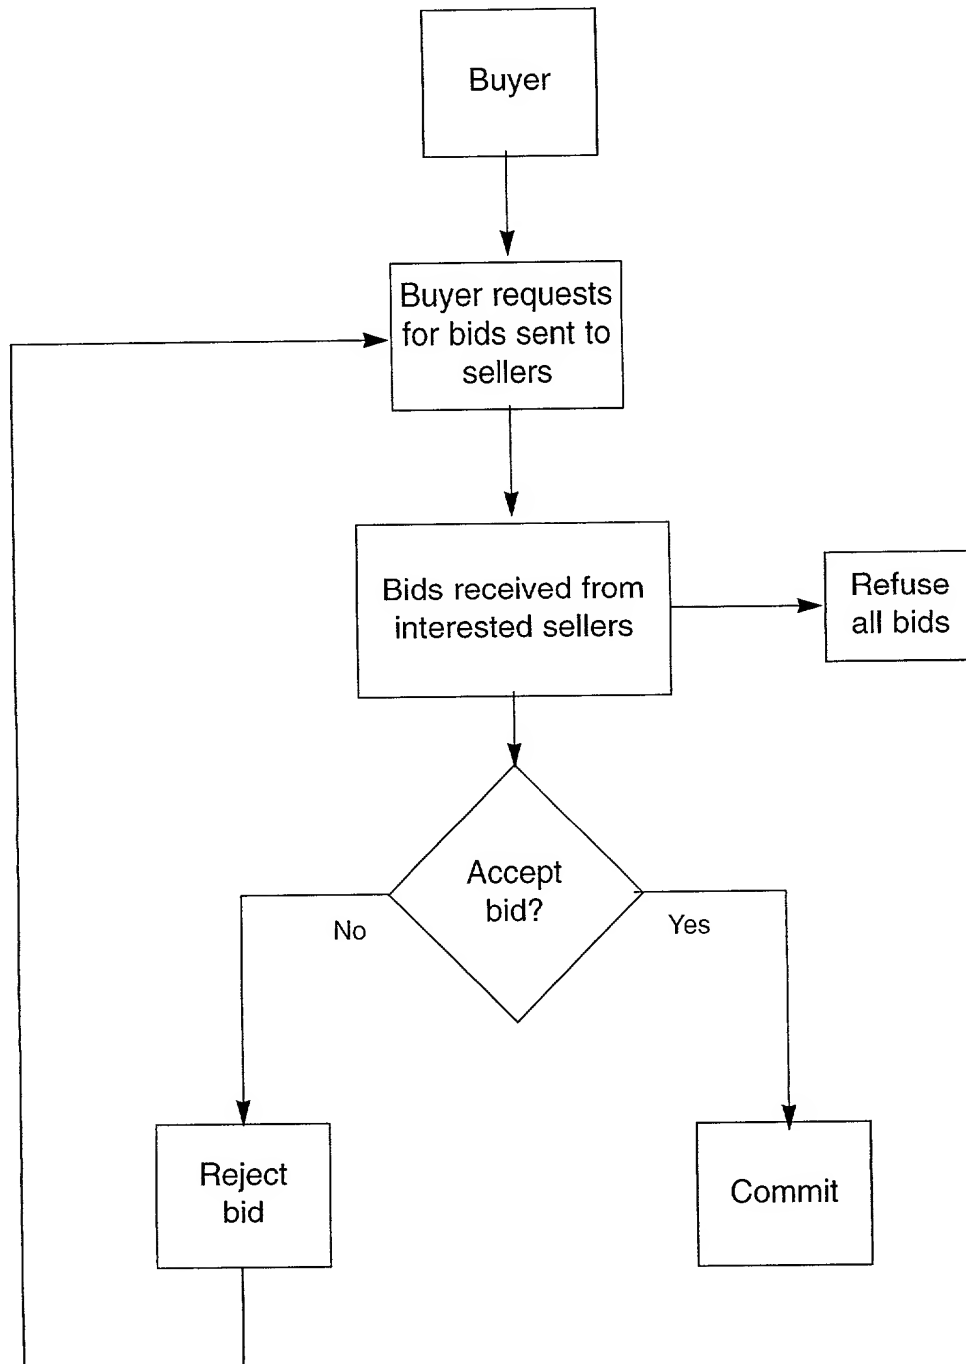 Buyer
Buyer requests
for bids sent to
sellers
Bids received from
interested sellers
Refuse
all bids
Accept
bid?
No
Yes
Reject
bid
Commit